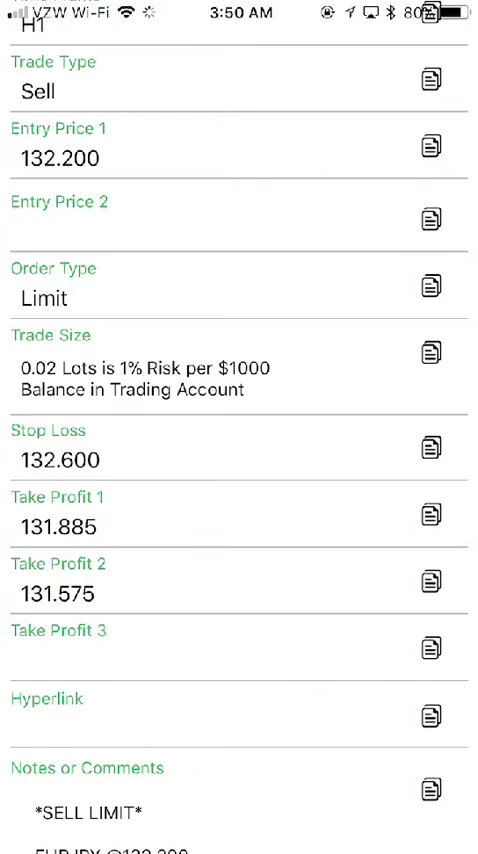 VZW Wi-Fi 3:50 AM
H1
Trade Type
Sell
Entry Price 1
132.200
Entry Price 2
Order Type
Limit
Trade Size
0.02 Lots is 1% Risk per $1000
Balance in Trading Account
Stop Loss
132.600
Take Profit 1
131.885
Take Profit 2
131.575
Take Profit 3
Hyperlink
Notes or Comments
*SELL LIMIT*
EURJPY @132.200